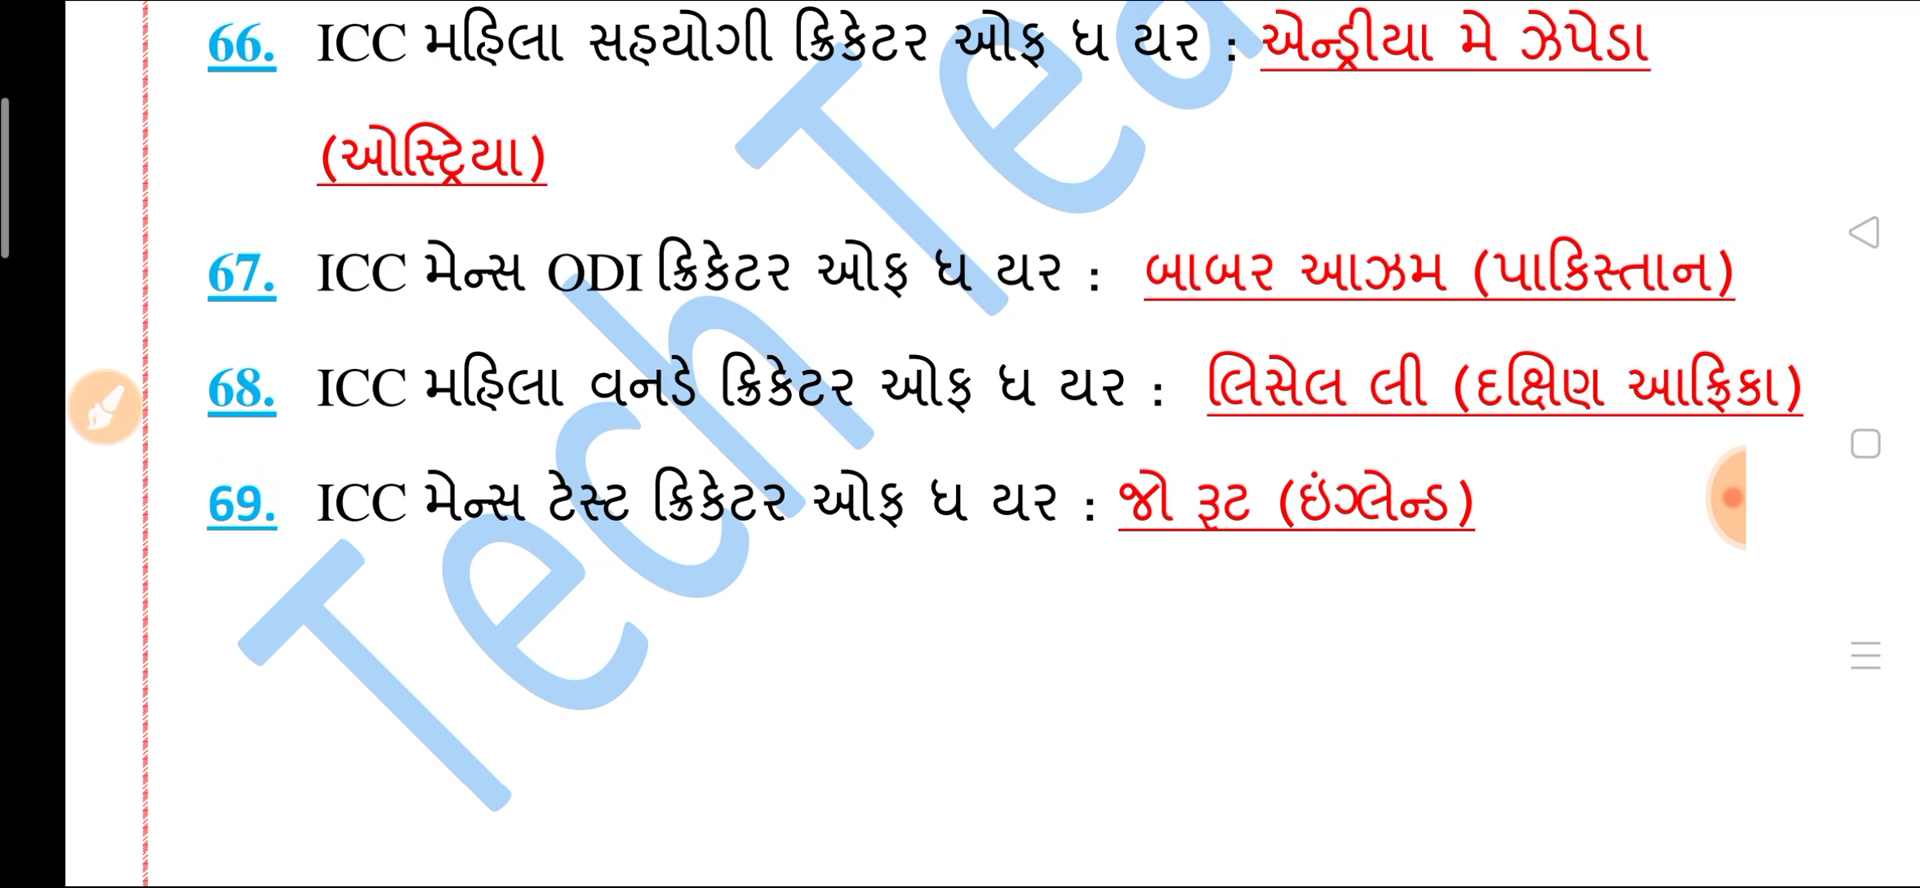 66. ICC મહિલા સહયોગી ક્રિકેટર ઓફ ધ યર : એન્ડ્રીયા મે ઝેપેડા
(ઓસ્ટ્રિયા)
67. ICC મેન્સ ODI ક્રિકેટર ઓફ ધ યર : બાબર આઝમ (પાકિસ્તાન)
68. ICC મહિલા વનડે ક્રિકેટર ઓફ ધ યર : લિસેલ લી (દક્ષિણ આફ્રિકા)
69. ICC મેન્સ ટેસ્ટ ક્રિકેટર ઓફ ધ યર : જો રૂટ (ઇંગ્લેન્ડ)
Tech